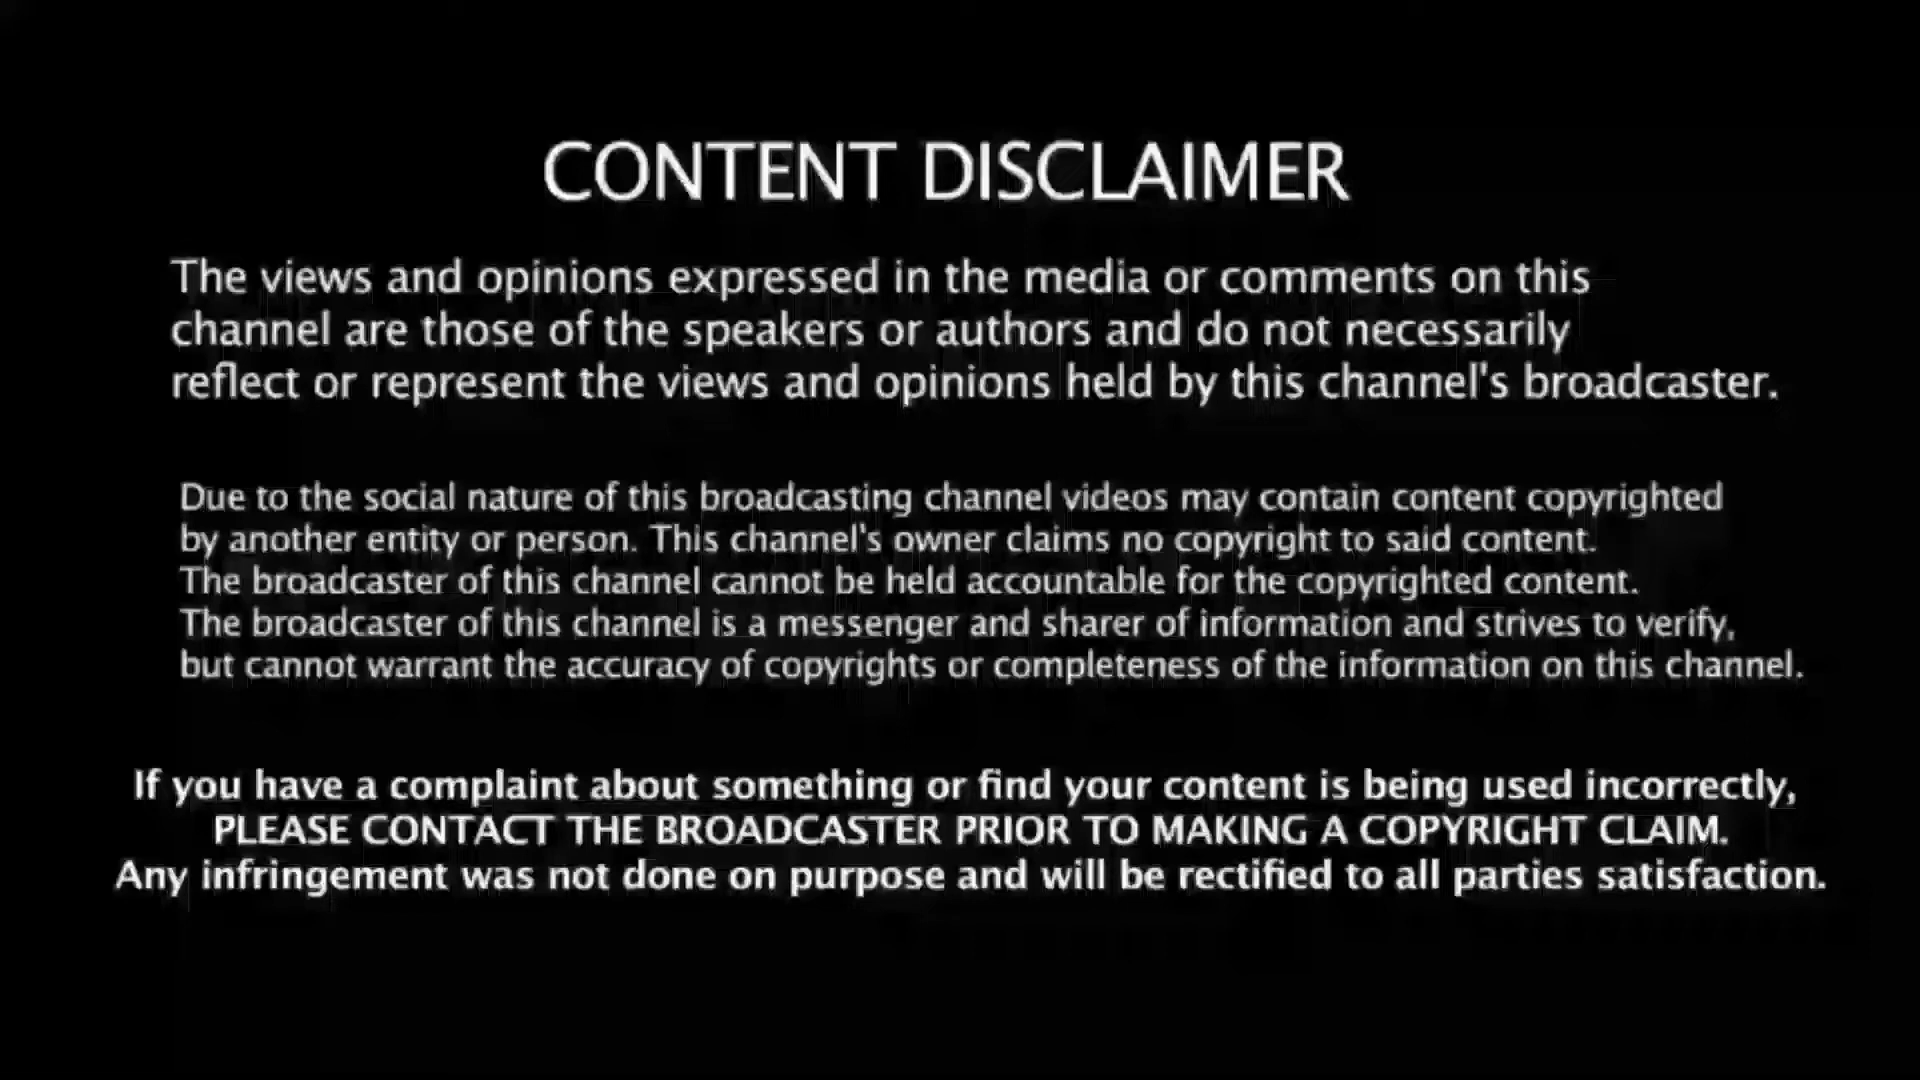 CONTENT DISCLAIMER
The views and opinions expressed in the media or comments on this
channel are those of the speakers or authors and do not necessarily
reflect or represent the views and opinions held by this channel's broadcaster.
Due to the social nature of this broadcasting channel videos may contain content copyrighted
by another entity or person. This channel's owner claims no copyright to said content.
The broadcaster of this channel cannot be held accountable for the copyrighted content.
The broadcaster of this channel is a messenger and sharer of information and strives to verify,
but cannot warrant the accuracy of copyrights or completeness of the information on this channel.
If you have a complaint about something or find your content is being used incorrectly,
PLEASE CONTACT THE BROADCASTER PRIOR TO MAKING A COPYRIGHT CLAIM.
Any infringement was not done on purpose and will be rectified to all parties satisfaction.